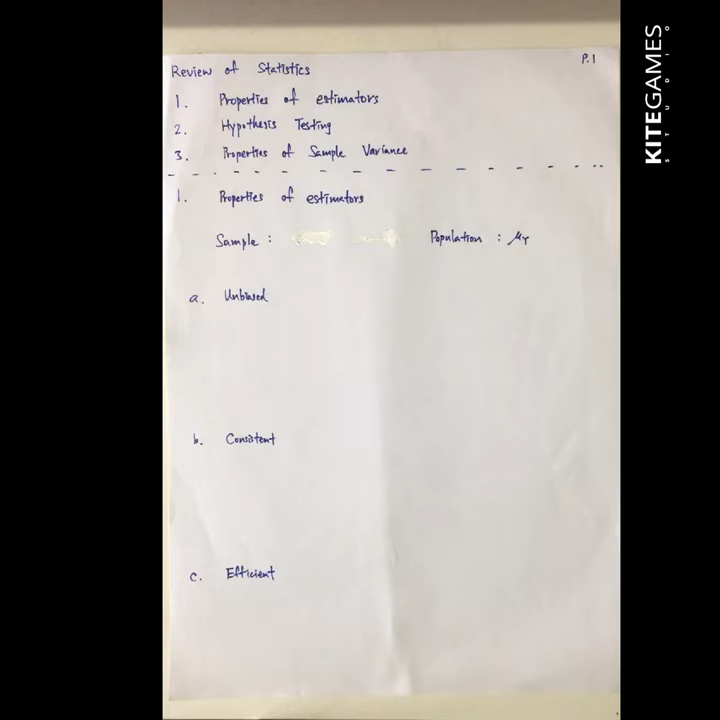 P.1
Review of Statistics
1. Properties of estimators
2. Hypothesis Testing
3. Properties of Sample Variance
1. Properties of estimators
Sample : Population : μY
a. Unbiased
b. Consistent
c. Efficient
KITEGAMES
STUDIO